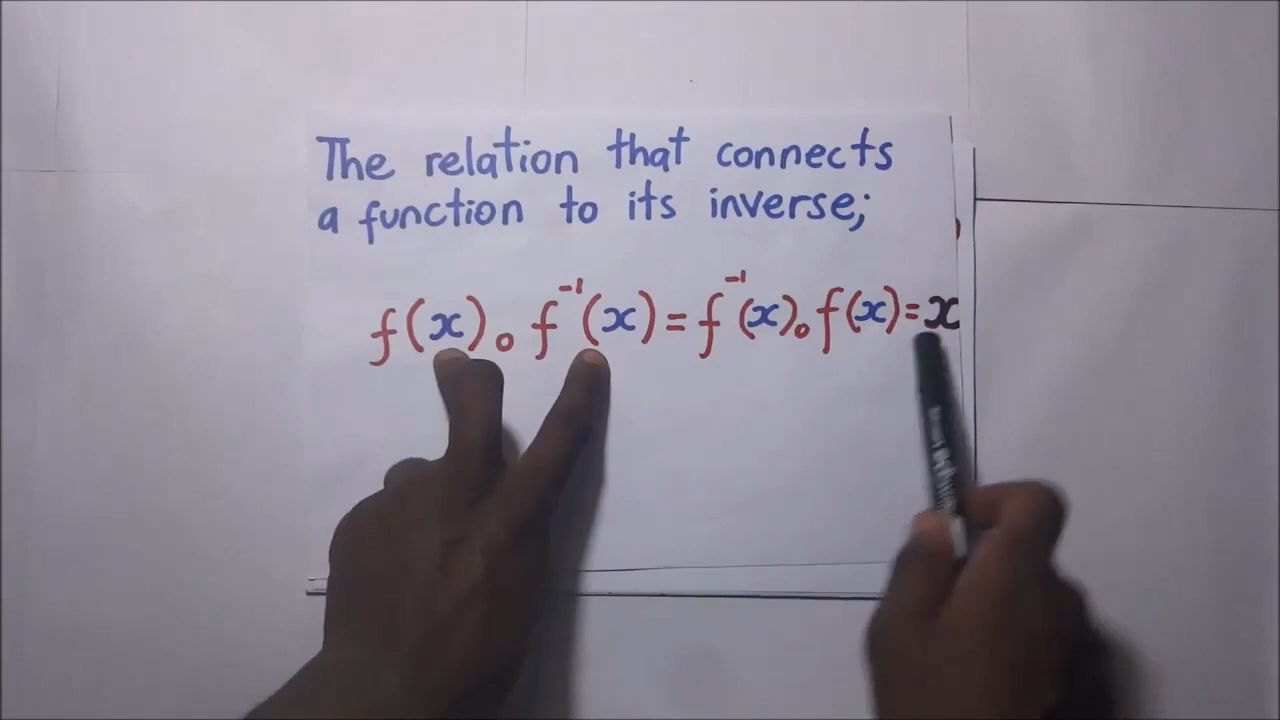 The relation that connects
a function to its inverse;
f(x)∘f⁻¹(x)=f⁻¹(x)∘f(x)=x